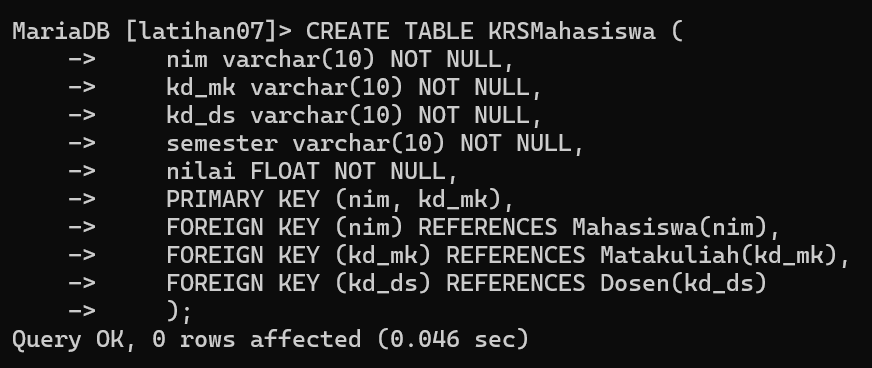 MariaDB [latihan07]> CREATE TABLE KRSMahasiswa (
    ->     nim varchar(10) NOT NULL,
    ->     kd_mk varchar(10) NOT NULL,
    ->     kd_ds varchar(10) NOT NULL,
    ->     semester varchar(10) NOT NULL,
    ->     nilai FLOAT NOT NULL,
    ->     PRIMARY KEY (nim, kd_mk),
    ->     FOREIGN KEY (nim) REFERENCES Mahasiswa(nim),
    ->     FOREIGN KEY (kd_mk) REFERENCES Matakuliah(kd_mk),
    ->     FOREIGN KEY (kd_ds) REFERENCES Dosen(kd_ds)
    ->     );
Query OK, 0 rows affected (0.046 sec)